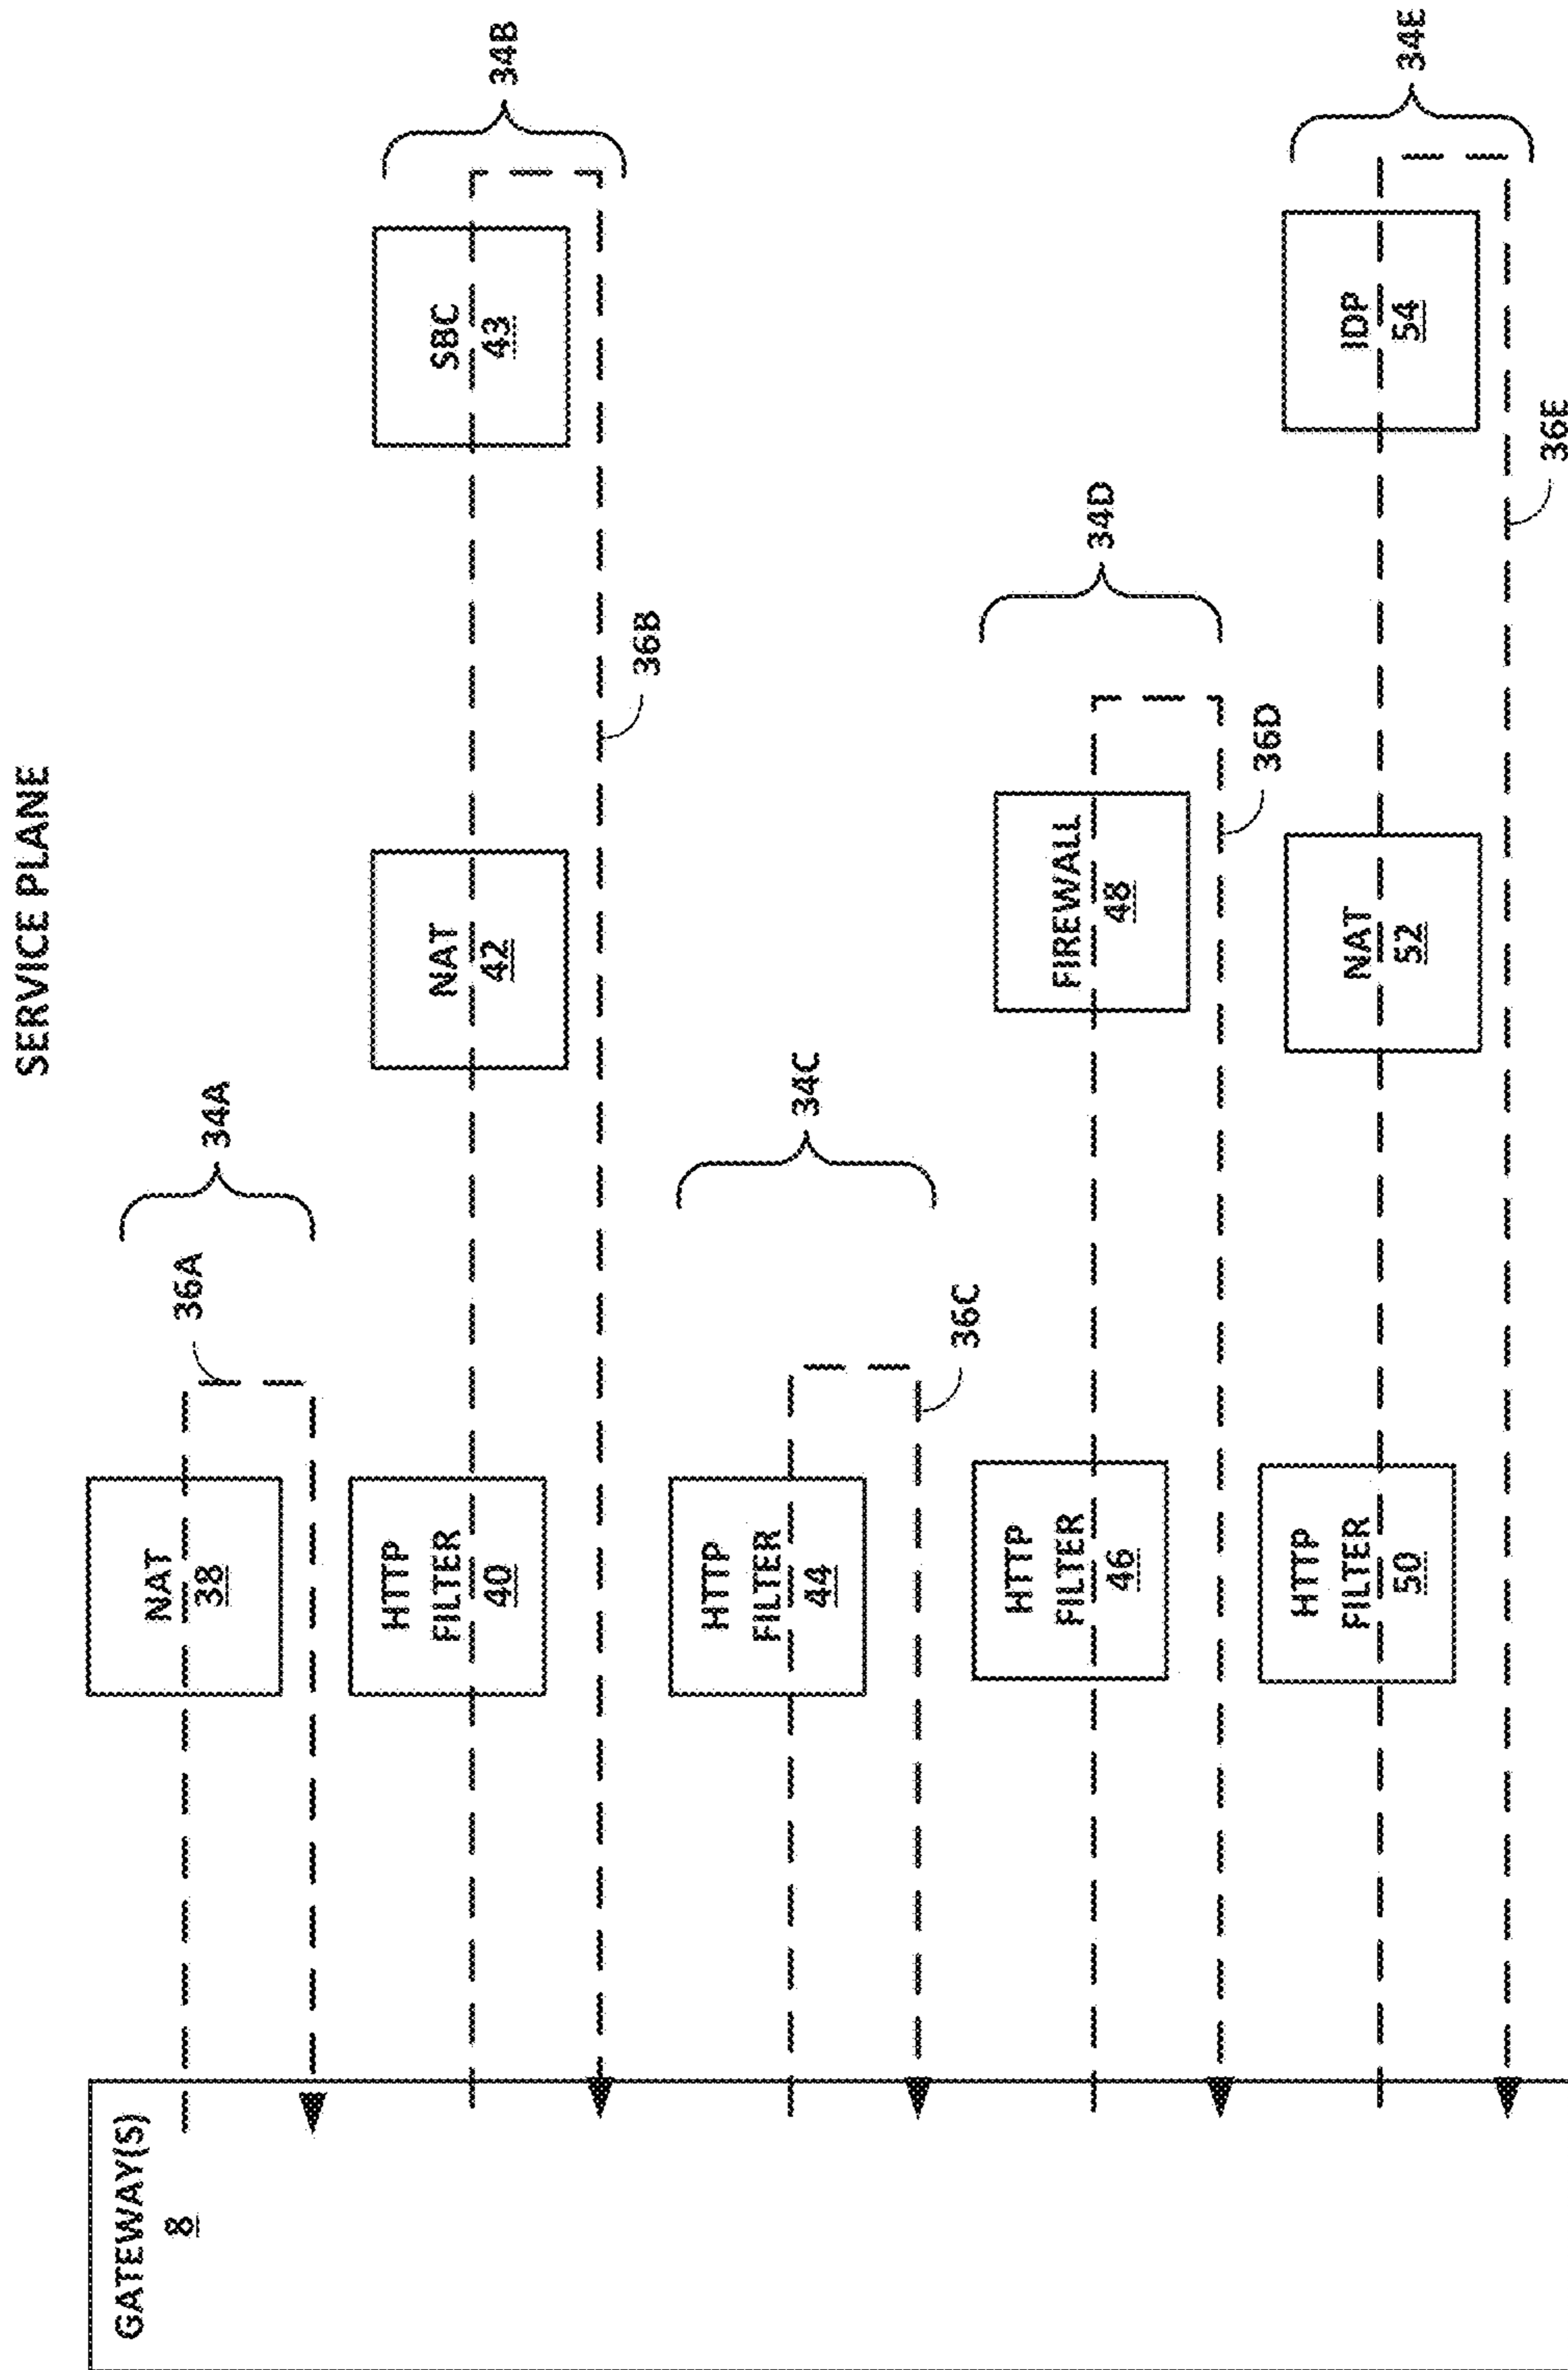 SERVICE PLANE
GATEWAY(S)
8
NAT
38
36A
34A
HTTP
FILTER
40
NAT
42
SBC
43
34B
36B
HTTP
FILTER
44
34C
36C
HTTP
FILTER
46
FIREWALL
48
34D
36D
HTTP
FILTER
50
NAT
52
IDP
54
34E
36E